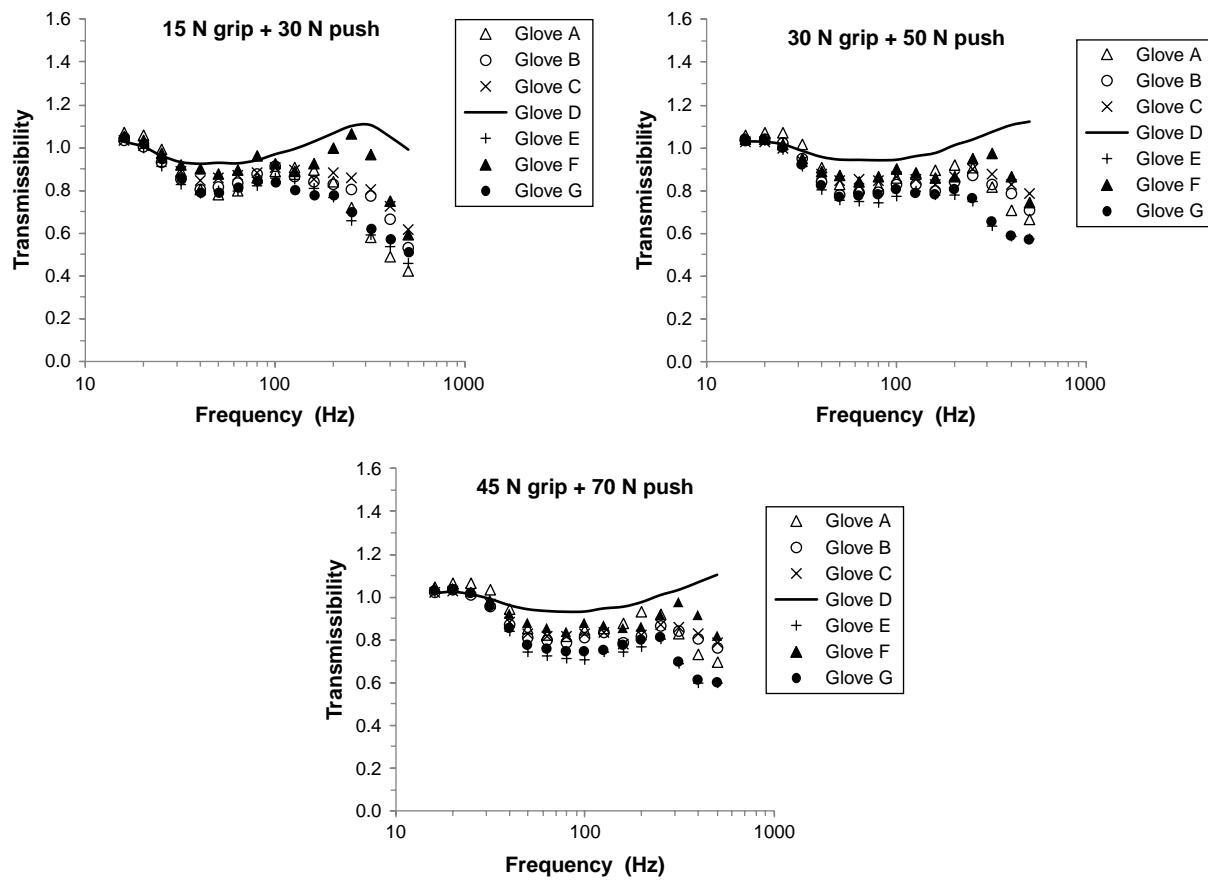 15 N grip + 30 N push
Transmissibility
1.6
1.4
1.2
1.0
0.8
0.6
0.4
0.2
0.0
10
100
1000
Frequency (Hz)
Glove A
Glove B
Glove C
Glove D
Glove E
Glove F
Glove G
30 N grip + 50 N push
Transmissibility
1.6
1.4
1.2
1.0
0.8
0.6
0.4
0.2
0.0
10
100
1000
Frequency (Hz)
Glove A
Glove B
Glove C
Glove D
Glove E
Glove F
Glove G
45 N grip + 70 N push
Transmissibility
1.6
1.4
1.2
1.0
0.8
0.6
0.4
0.2
0.0
10
100
1000
Frequency (Hz)
Glove A
Glove B
Glove C
Glove D
Glove E
Glove F
Glove G